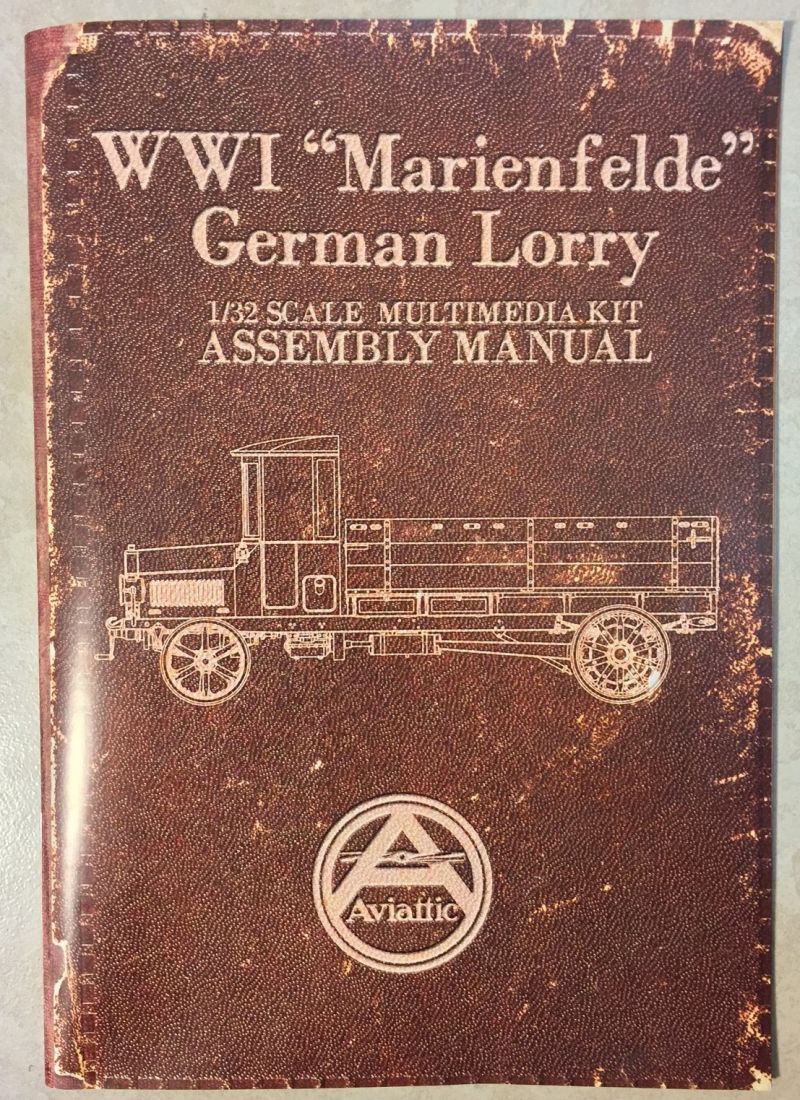 WWI “Marienfelde”
German Lorry
1/32 SCALE MULTIMEDIA KIT
ASSEMBLY MANUAL
Aviattic